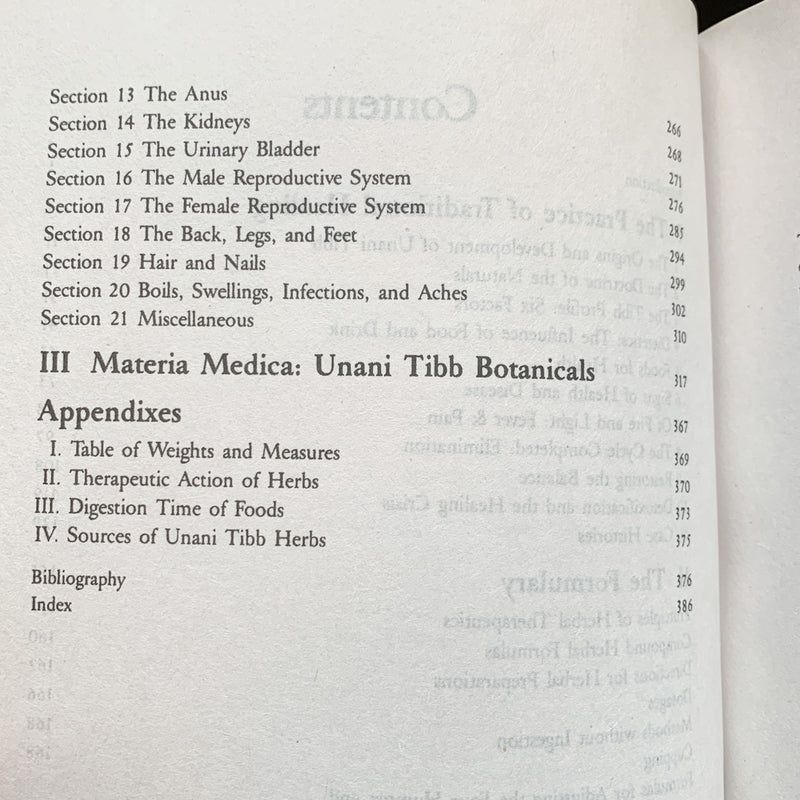 Section 13 The Anus 266
Section 14 The Kidneys 268
Section 15 The Urinary Bladder 271
Section 16 The Male Reproductive System 276
Section 17 The Female Reproductive System 285
Section 18 The Back, Legs, and Feet 294
Section 19 Hair and Nails 299
Section 20 Boils, Swellings, Infections, and Aches 302
Section 21 Miscellaneous 310
III Materia Medica: Unani Tibb Botanicals 317
Appendixes 367
I. Table of Weights and Measures 369
II. Therapeutic Action of Herbs 370
III. Digestion Time of Foods 373
IV. Sources of Unani Tibb Herbs 375
Bibliography 376
Index 386